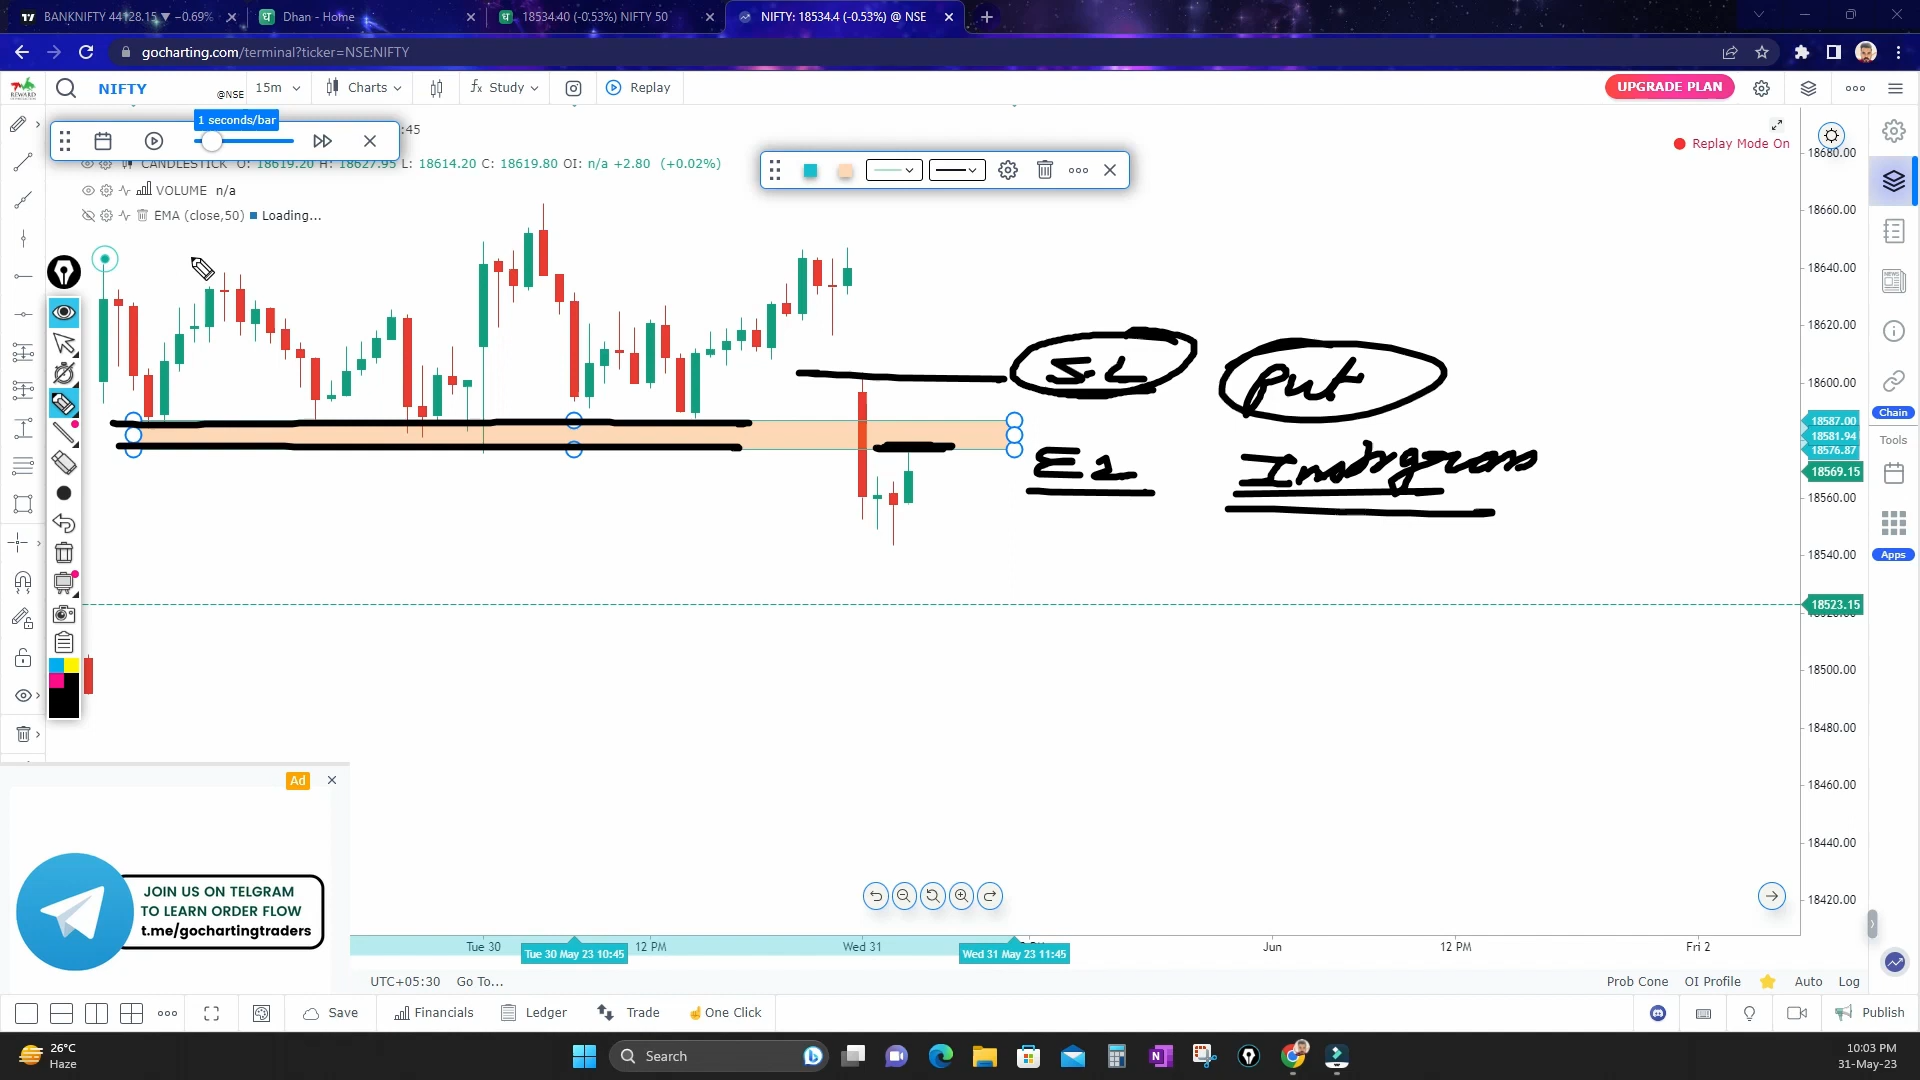 BANKNIFTY 44128.15 ▼ −0.69%
Dhan - Home
18534.40 (-0.53%) NIFTY 50
NIFTY: 18534.4 (-0.53%) @ NSE
gocharting.com/terminal?ticker=NSE:NIFTY
REWARD
NIFTY
@NSE
15m
Charts
Study
Replay
UPGRADE PLAN
1 seconds/bar
:45
CANDLESTICK O: 18619.20 H: 18627.95 L: 18614.20 C: 18619.80 OI: n/a +2.80 (+0.02%)
VOLUME n/a
EMA (close,50) Loading...
Replay Mode On
18680.00
18660.00
18640.00
18620.00
18600.00
18587.00
18581.94
18576.87
18569.15
18560.00
18540.00
18523.15
18500.00
18480.00
18460.00
18440.00
18420.00
S.L
Put
E1
Chain
Tools
Apps
NEWS
Ad
JOIN US ON TELGRAM
TO LEARN ORDER FLOW
t.me/gochartingtraders
Tue 30
Tue 30 May 23 10:45
12 PM
Wed 31
Wed 31 May 23 11:45
Jun
12 PM
Fri 2
UTC+05:30
Go To...
Prob Cone
OI Profile
Auto
Log
Save
Financials
Ledger
Trade
One Click
Publish
26°C
Haze
Search
10:03 PM
31-May-23